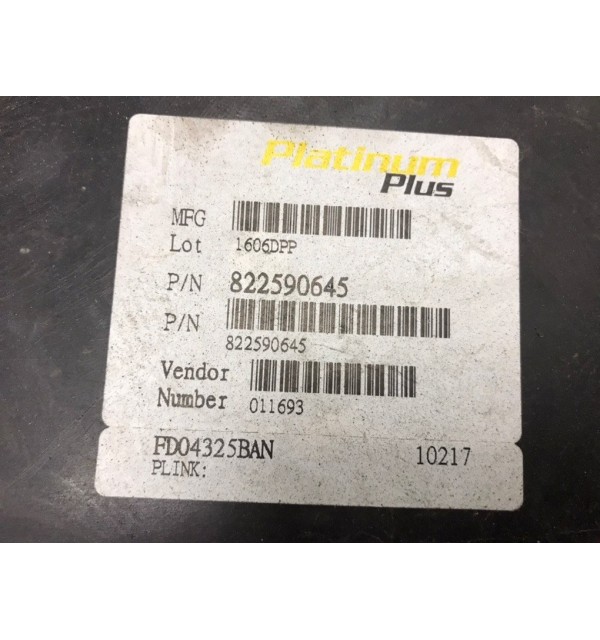 Platinum
Plus
MFG
Lot 1606DPP
P/N 822590645
P/N
822590645
Vendor
Number 011693
FD04325BAN 10217
PLINK: